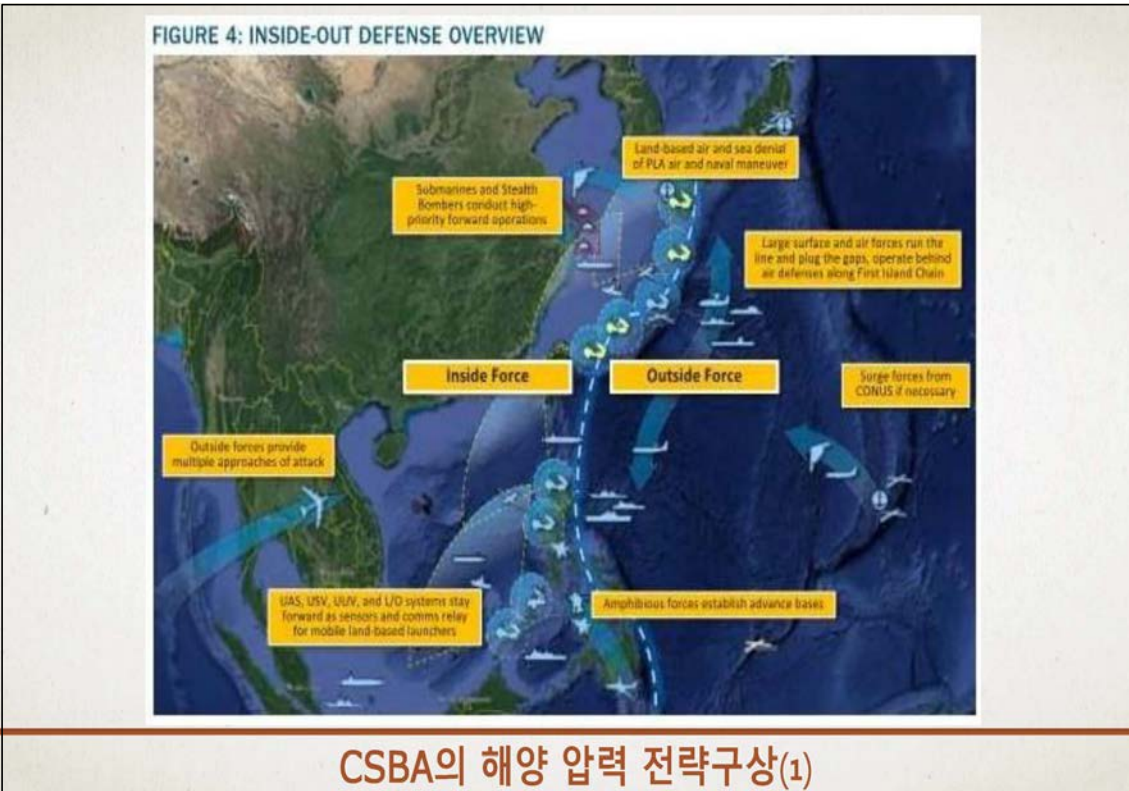 FIGURE 4: INSIDE-OUT DEFENSE OVERVIEW
Land-based air and sea denial
of PLA air and naval maneuver
Submarines and Stealth
Bombers conduct high-
priority forward operations
Large surface and air forces run the
line and plug the gaps, operate behind
air defenses along First Island Chain
Inside Force
Outside Force
Surge forces from
CONUS if necessary
Outside forces provide
multiple approaches of attack
UAS, USV, UUV, and L/O systems stay
forward as sensors and comms relay
for mobile land-based launchers
Amphibious forces establish advance bases
CSBA의 해양 압력 전략구상(1)